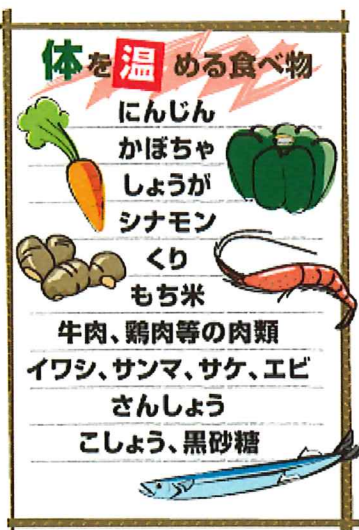 体を温める食べ物
にんじん
かぼちゃ
しょうが
シナモン
くり
もち米
牛肉、鶏肉等の肉類
イワシ、サンマ、サケ、エビ
さんしょう
こしょう、黒砂糖